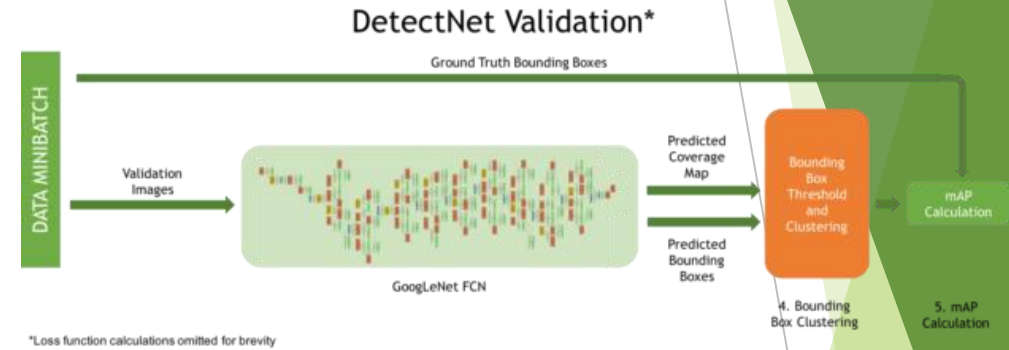 DetectNet Validation*
Ground Truth Bounding Boxes
DATA MINIBATCH
Validation
Images
GoogLeNet FCN
Predicted
Coverage
Map
Predicted
Bounding
Boxes
Bounding
Box
Threshold
and
Clustering
mAP
Calculation
4. Bounding
Box Clustering
5. mAP
Calculation
*Loss function calculations omitted for brevity